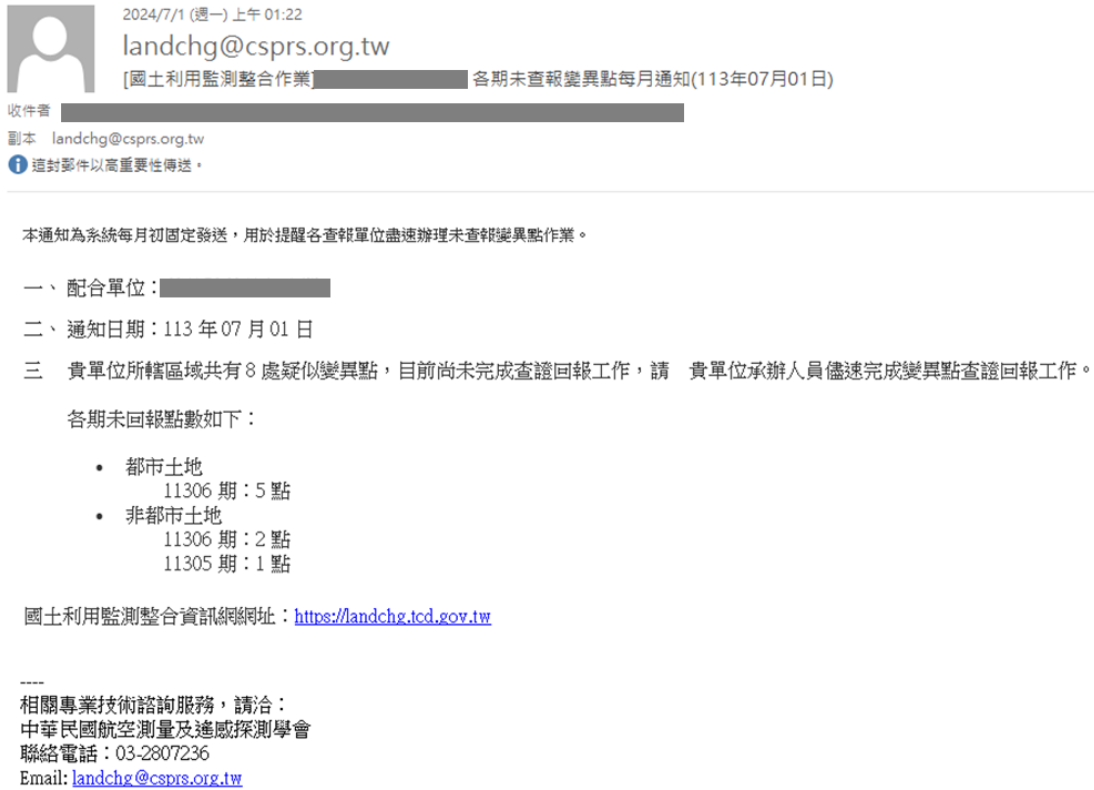 2024/7/1 (週一) 上午 01:22
landchg@csprs.org.tw
[國土利用監測整合作業] 各期未查報變異點每月通知(113年07月01日)
收件者
副本 landchg@csprs.org.tw
這封郵件以高重要性傳送。
本通知為系統每月初固定發送，用於提醒各查報單位盡速辦理未查報變異點作業。
一、 配合單位：
二、 通知日期：113 年 07 月 01 日
三 貴單位所轄區域共有 8 處疑似變異點，目前尚未完成查證回報工作，請 貴單位承辦人員儘速完成變異點查證回報工作。
各期未回報點數如下：
• 都市土地
11306 期：5 點
• 非都市土地
11306 期：2 點
11305 期：1 點
國土利用監測整合資訊網網址：https://landchg.tcd.gov.tw
----
相關專業技術諮詢服務，請洽：
中華民國航空測量及遙感探測學會
聯絡電話：03-2807236
Email: landchg@csprs.org.tw